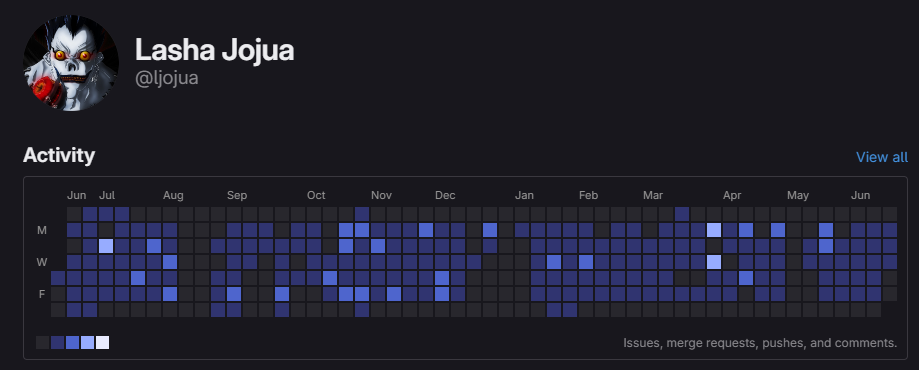 Lasha Jojua
@ljojua
Activity
View all
Jun Jul Aug Sep Oct Nov Dec Jan Feb Mar Apr May Jun
M
W
F
Issues, merge requests, pushes, and comments.